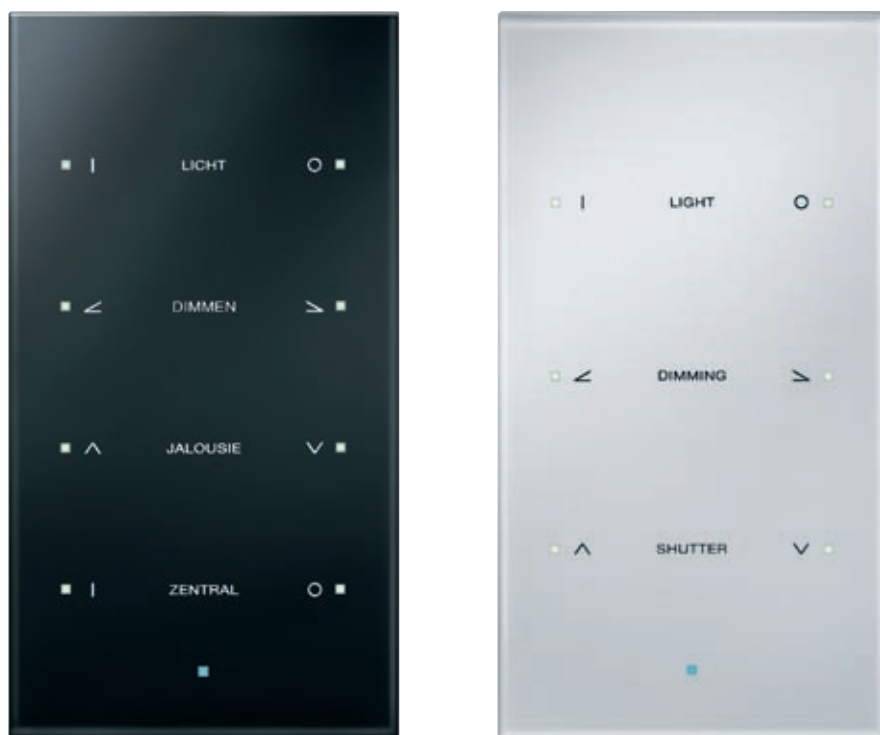 | LICHT O
DIMMEN
JALOUSIE
| ZENTRAL O
| LIGHT O
DIMMING
SHUTTER